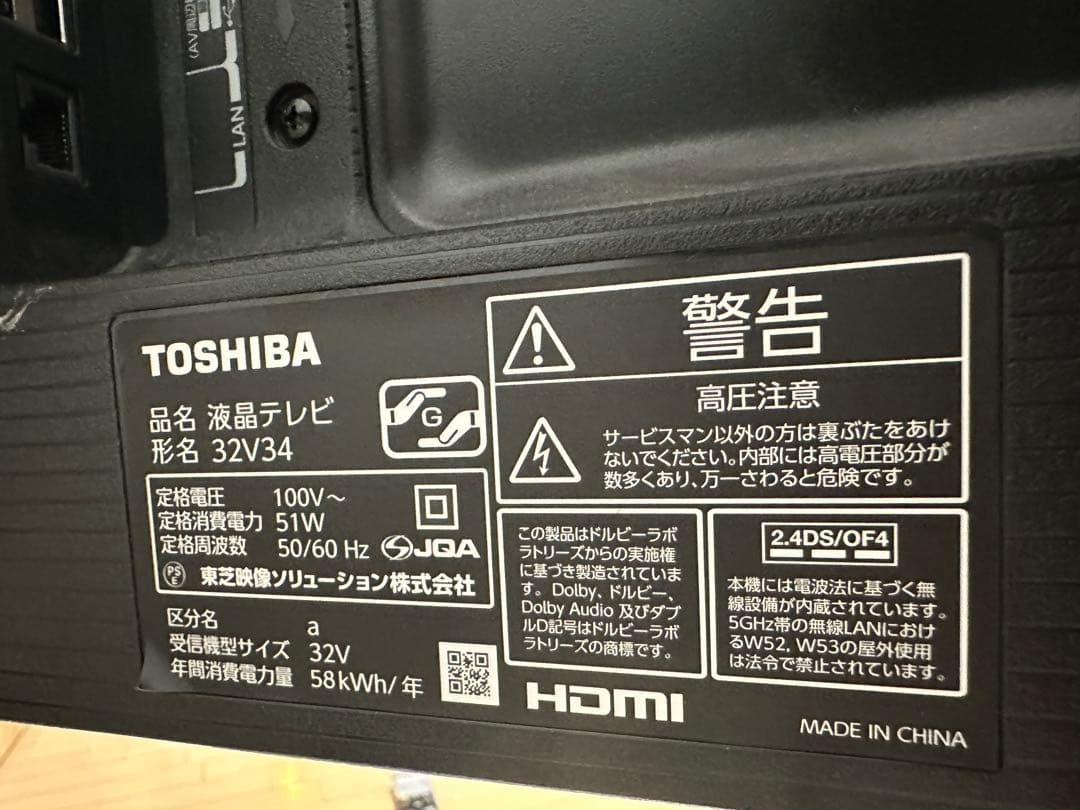 LAN
TOSHIBA
品名 液晶テレビ
形名 32V34
G
定格電圧 100V～
定格消費電力 51W
定格周波数 50/60 Hz
JQA
PS
E
東芝映像ソリューション株式会社
区分名 a
受信機型サイズ 32V
年間消費電力量 58kWh/年
警告
高圧注意
サービスマン以外の方は裏ぶたをあけ
ないでください。内部には高電圧部分が
数多くあり、万一さわると危険です。
この製品はドルビーラボ
ラトリーズからの実施権
に基づき製造されていま
す。Dolby、ドルビー、
Dolby Audio 及びダブ
ルD記号はドルビーラボ
ラトリーズの商標です。
2.4DS/OF4
本機には電波法に基づく無
線設備が内蔵されています。
5GHz帯の無線LANにおけ
るW52, W53の屋外使用
は法令で禁止されています。
HDMI
MADE IN CHINA